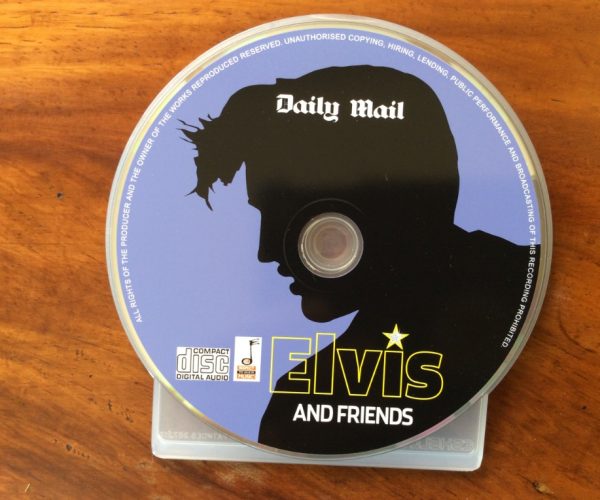 ALL RIGHTS OF THE PRODUCER AND THE OWNER OF THE WORKS REPRODUCED RESERVED. UNAUTHORISED COPYING, HIRING, LENDING, PUBLIC PERFORMANCE AND BROADCASTING OF THIS RECORDING PROHIBITED.
Daily Mail
COMPACT
disc
DIGITAL AUDIO
Elvis
AND FRIENDS